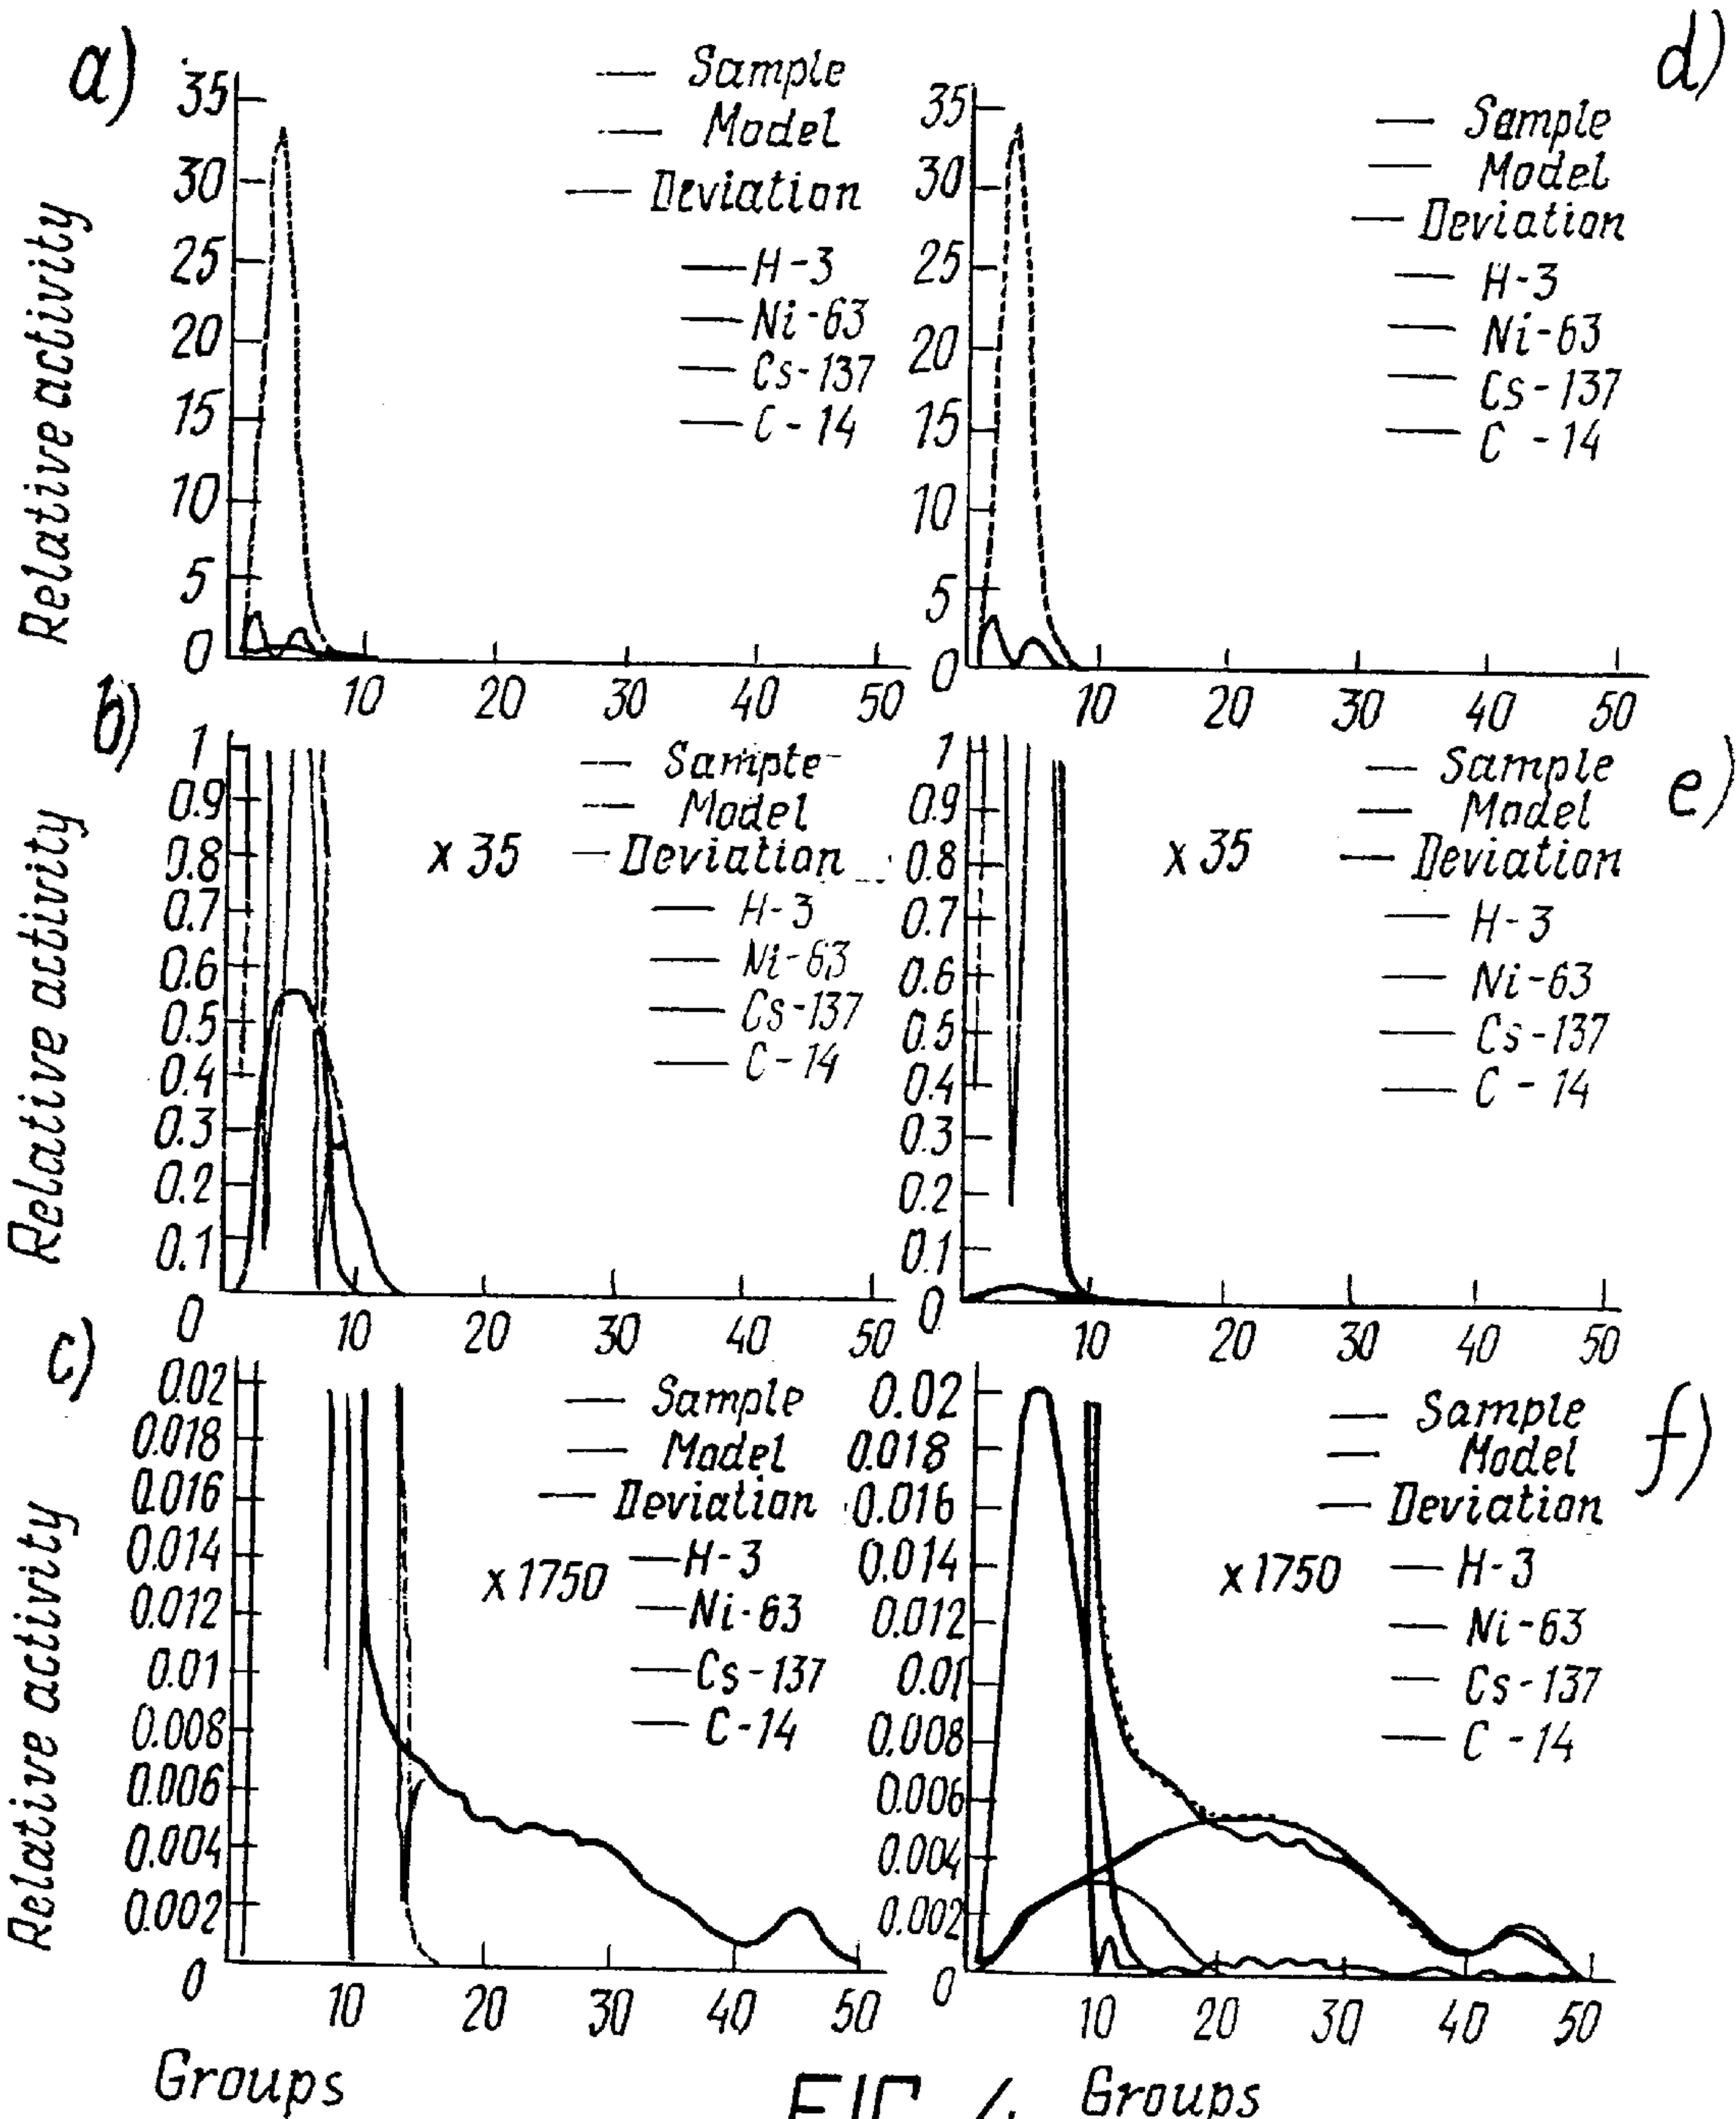 a)
Relative activity
35
30
25
20
15
10
5
0
10 20 30 40 50
Sample
Model
Deviation
H-3
Ni-63
Cs-137
C-14
d)
35
30
25
20
15
10
5
0
10 20 30 40 50
Sample
Model
Deviation
H-3
Ni-63
Cs-137
C-14
b)
Relative activity
1
0.9
0.8
0.7
0.6
0.5
0.4
0.3
0.2
0.1
0
10 20 30 40 50
x 35
Sampte
Model
Deviation
H-3
Ni-63
Cs-137
C-14
e)
1
0.9
0.8
0.7
0.6
0.5
0.4
0.3
0.2
0.1
0
10 20 30 40 50
x 35
Sample
Model
Deviation
H-3
Ni-63
Cs-137
C-14
c)
Relative activity
0.02
0.018
0.016
0.014
0.012
0.01
0.008
0.006
0.004
0.002
0
10 20 30 40 50
Groups
x1750
Sample
Model
Deviation
H-3
Ni-63
Cs-137
C-14
f)
0.02
0.018
0.016
0.014
0.012
0.01
0.008
0.006
0.004
0.002
0
10 20 30 40 50
Groups
x1750
Sample
Model
Deviation
H-3
Ni-63
Cs-137
C-14
FIG. 4